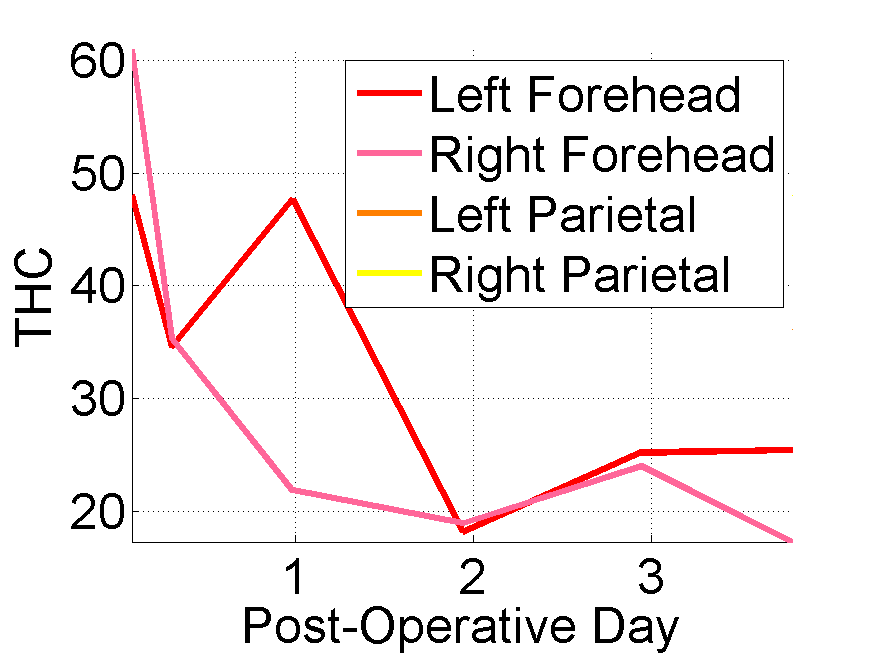 60
50
40
30
20
THC
Left Forehead
Right Forehead
Left Parietal
Right Parietal
1 2 3
Post-Operative Day